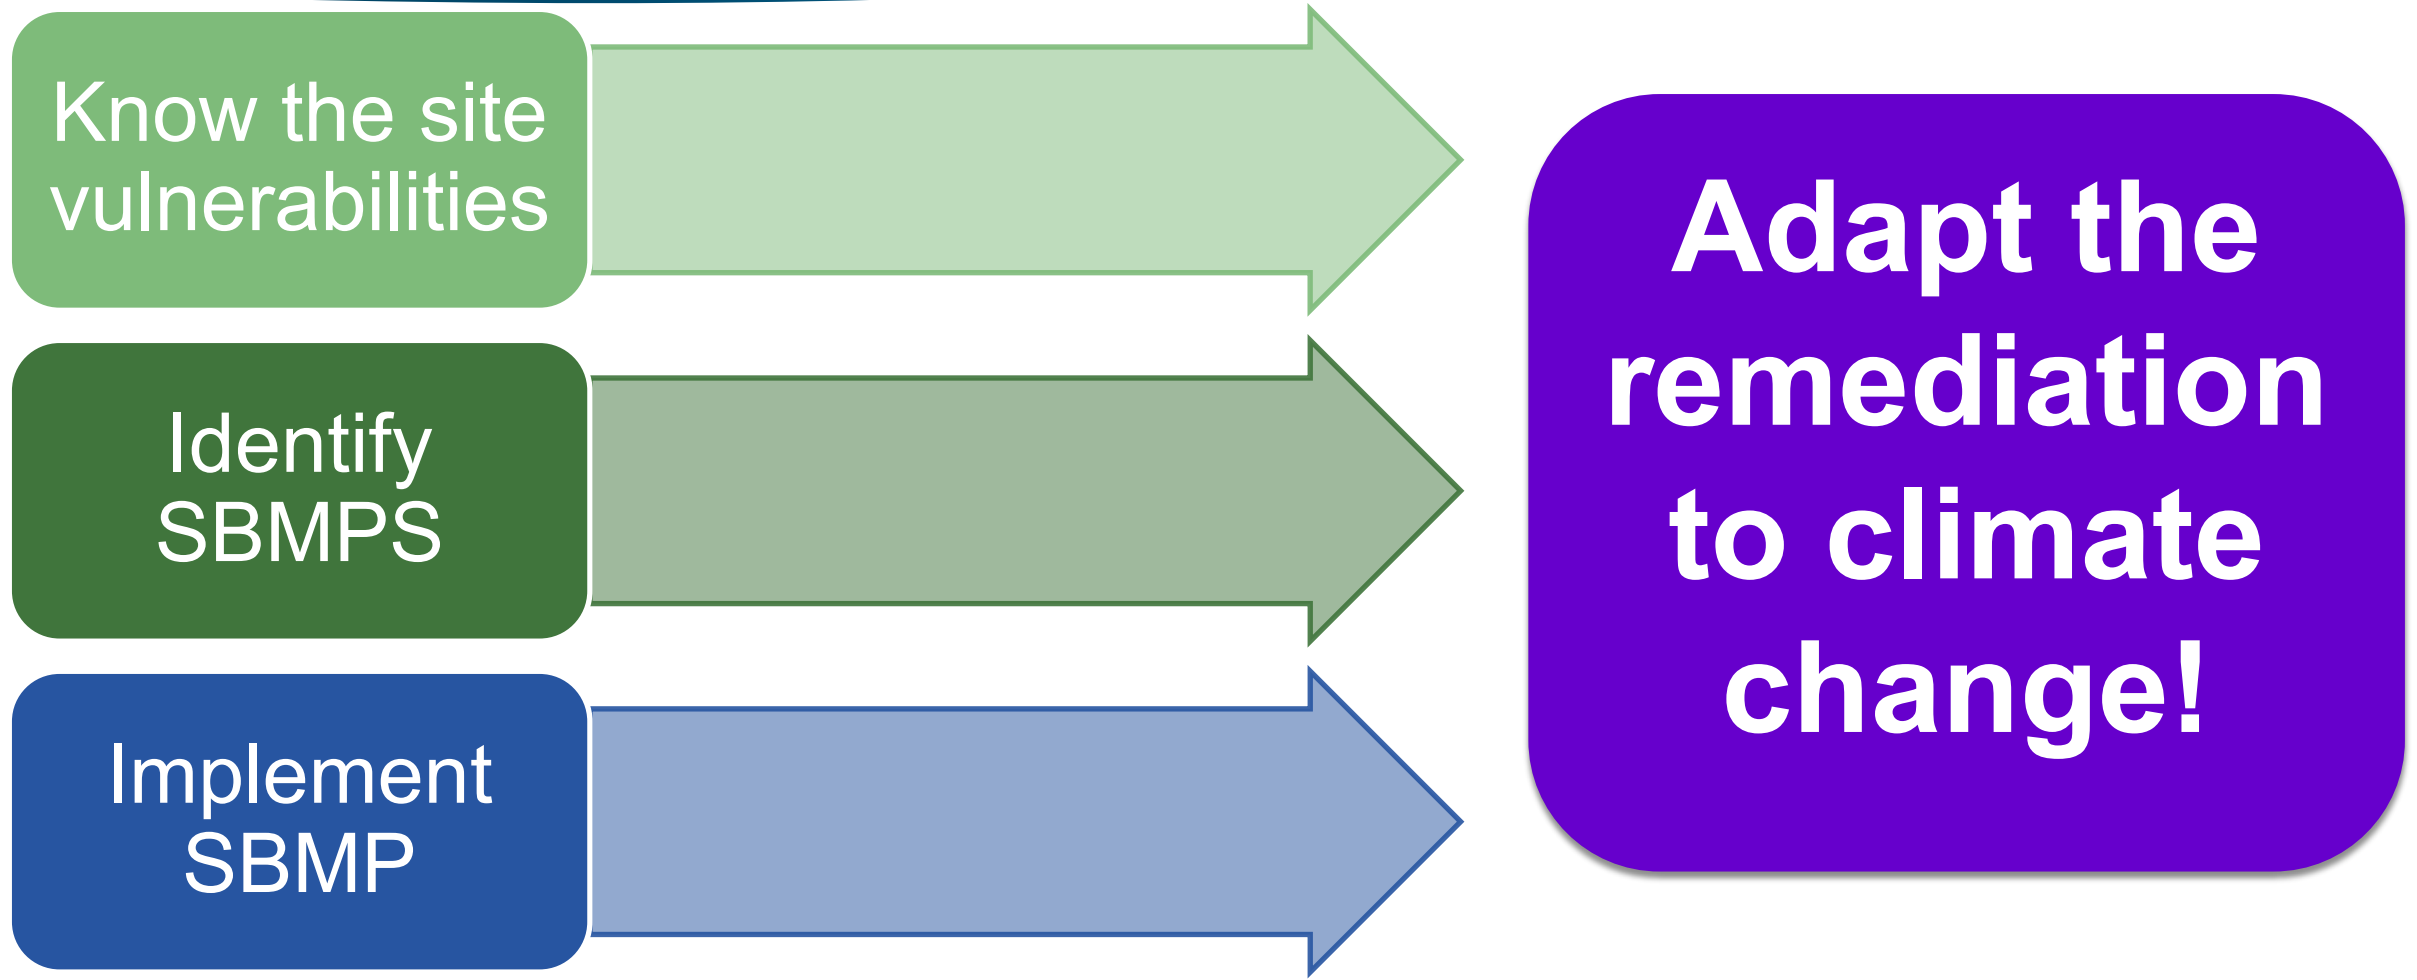 Know the site
vulnerabilities
Identify
SBMPS
Implement
SBMP
Adapt the
remediation
to climate
change!